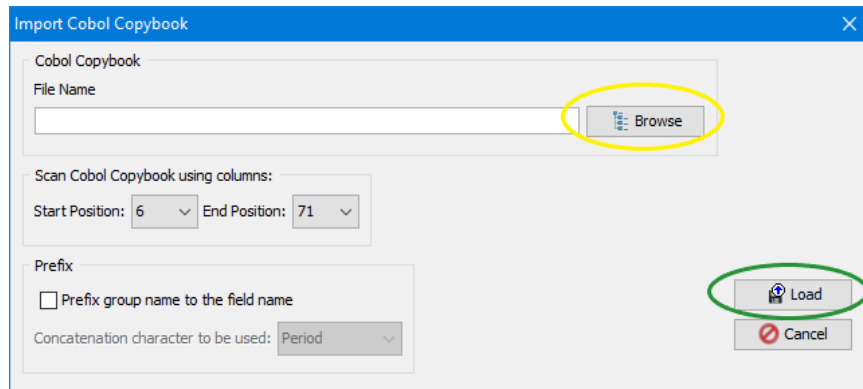 Import Cobol Copybook
Cobol Copybook
File Name
Browse
Scan Cobol Copybook using columns:
Start Position: 6 End Position: 71
Prefix
Prefix group name to the field name
Load
Concatenation character to be used: Period
Cancel